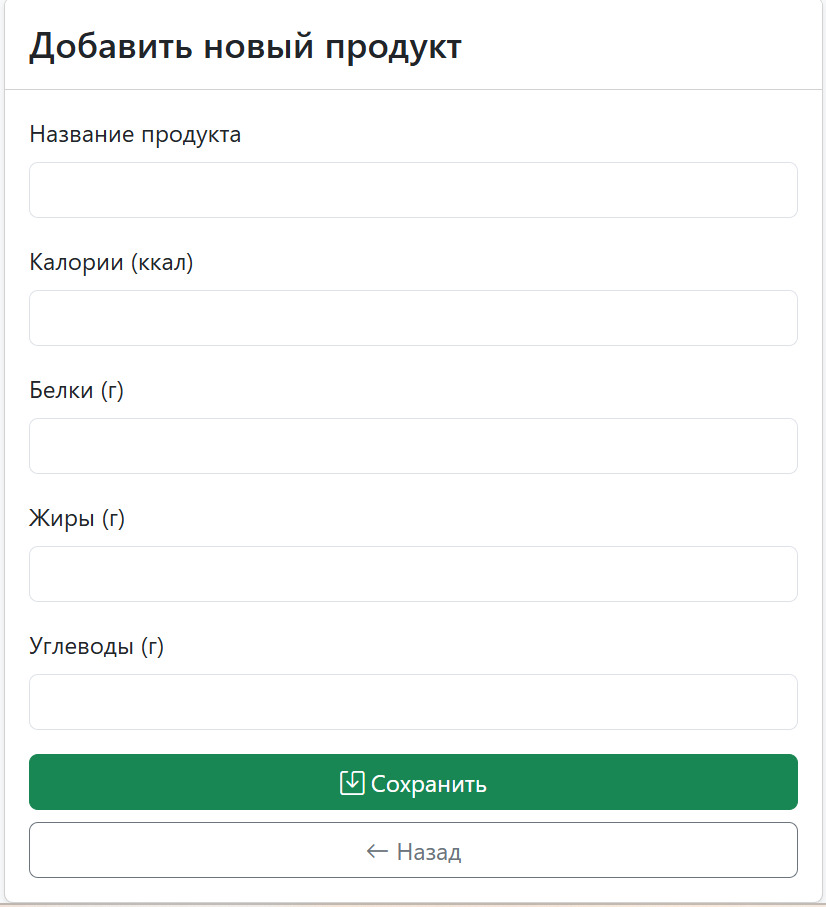 Добавить новый продукт
Название продукта
Калории (ккал)
Белки (г)
Жиры (г)
Углеводы (г)
Сохранить
← Назад